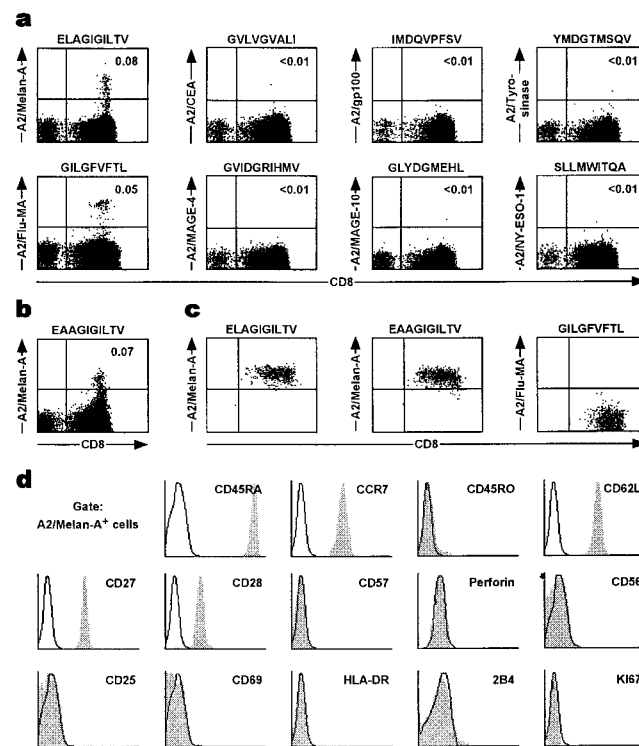 a
ELAGIGILTV
GVLVGVALI
IMDQVPFSV
YMDGTMSQV
A2/Melan-A
0.08
A2/CEA
<0.01
A2/gp100
<0.01
A2/Tyro-
sinase
<0.01
GILGFVFTL
GVIDGRIHMV
GLYDGMEHL
SLLMWITQA
A2/Flu-MA
0.05
A2/MAGE-4
<0.01
A2/MAGE-10
<0.01
A2/NY-ESO-1
<0.01
CD8
b
c
EAAGIGILTV
ELAGIGILTV
EAAGIGILTV
GILGFVFTL
A2/Melan-A
0.07
A2/Melan-A
A2/Melan-A
A2/Flu-MA
CD8
CD8
d
Gate:
A2/Melan-A+ cells
CD45RA
CCR7
CD45RO
CD62L
CD27
CD28
CD57
Perforin
CD56
CD25
CD69
HLA-DR
2B4
KI67